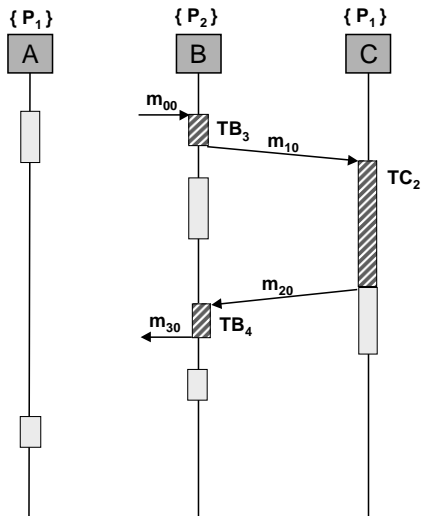 { P₁ } { P₂ } { P₁ }
A B C
m₀₀
TB₃
m₁₀
TC₂
m₂₀
m₃₀
TB₄